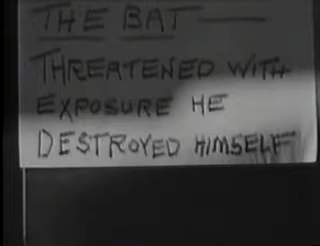 THE BAT —
THREATENED WITH
EXPOSURE HE
DESTROYED HIMSELF